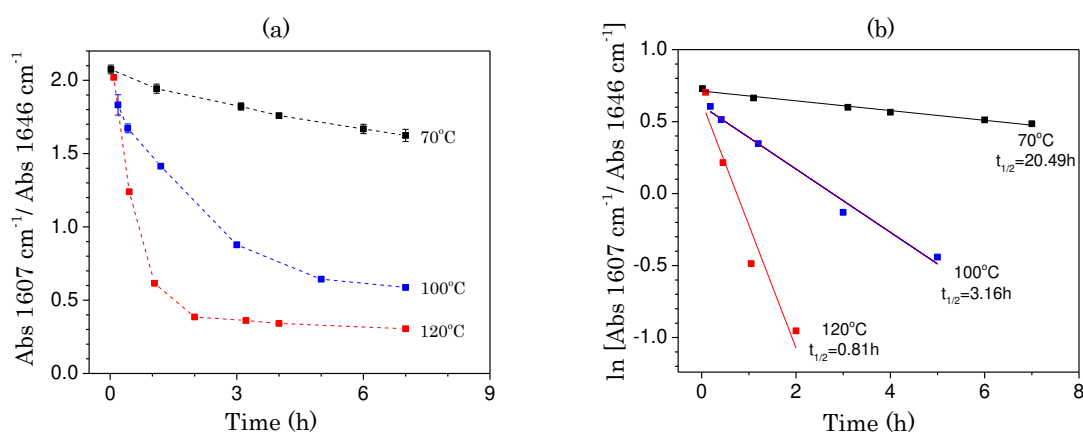 (a)
Abs 1607 cm⁻¹/ Abs 1646 cm⁻¹
2.0
1.5
1.0
0.5
0.0
70°C
100°C
120°C
0 3 6 9
Time (h)
(b)
ln [Abs 1607 cm⁻¹/ Abs 1646 cm⁻¹]
1.0
0.5
0.0
-0.5
-1.0
70°C
t₁/₂=20.49h
100°C
t₁/₂=3.16h
120°C
t₁/₂=0.81h
0 2 4 6 8
Time (h)